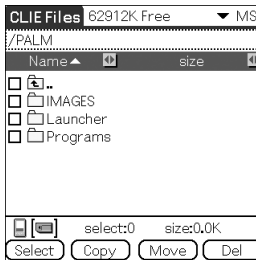 CLIE Files 62912K Free ▼ MS
/PALM
Name ▲ size
..
IMAGES
Launcher
Programs
select:0 size:0.0K
Select Copy Move Del